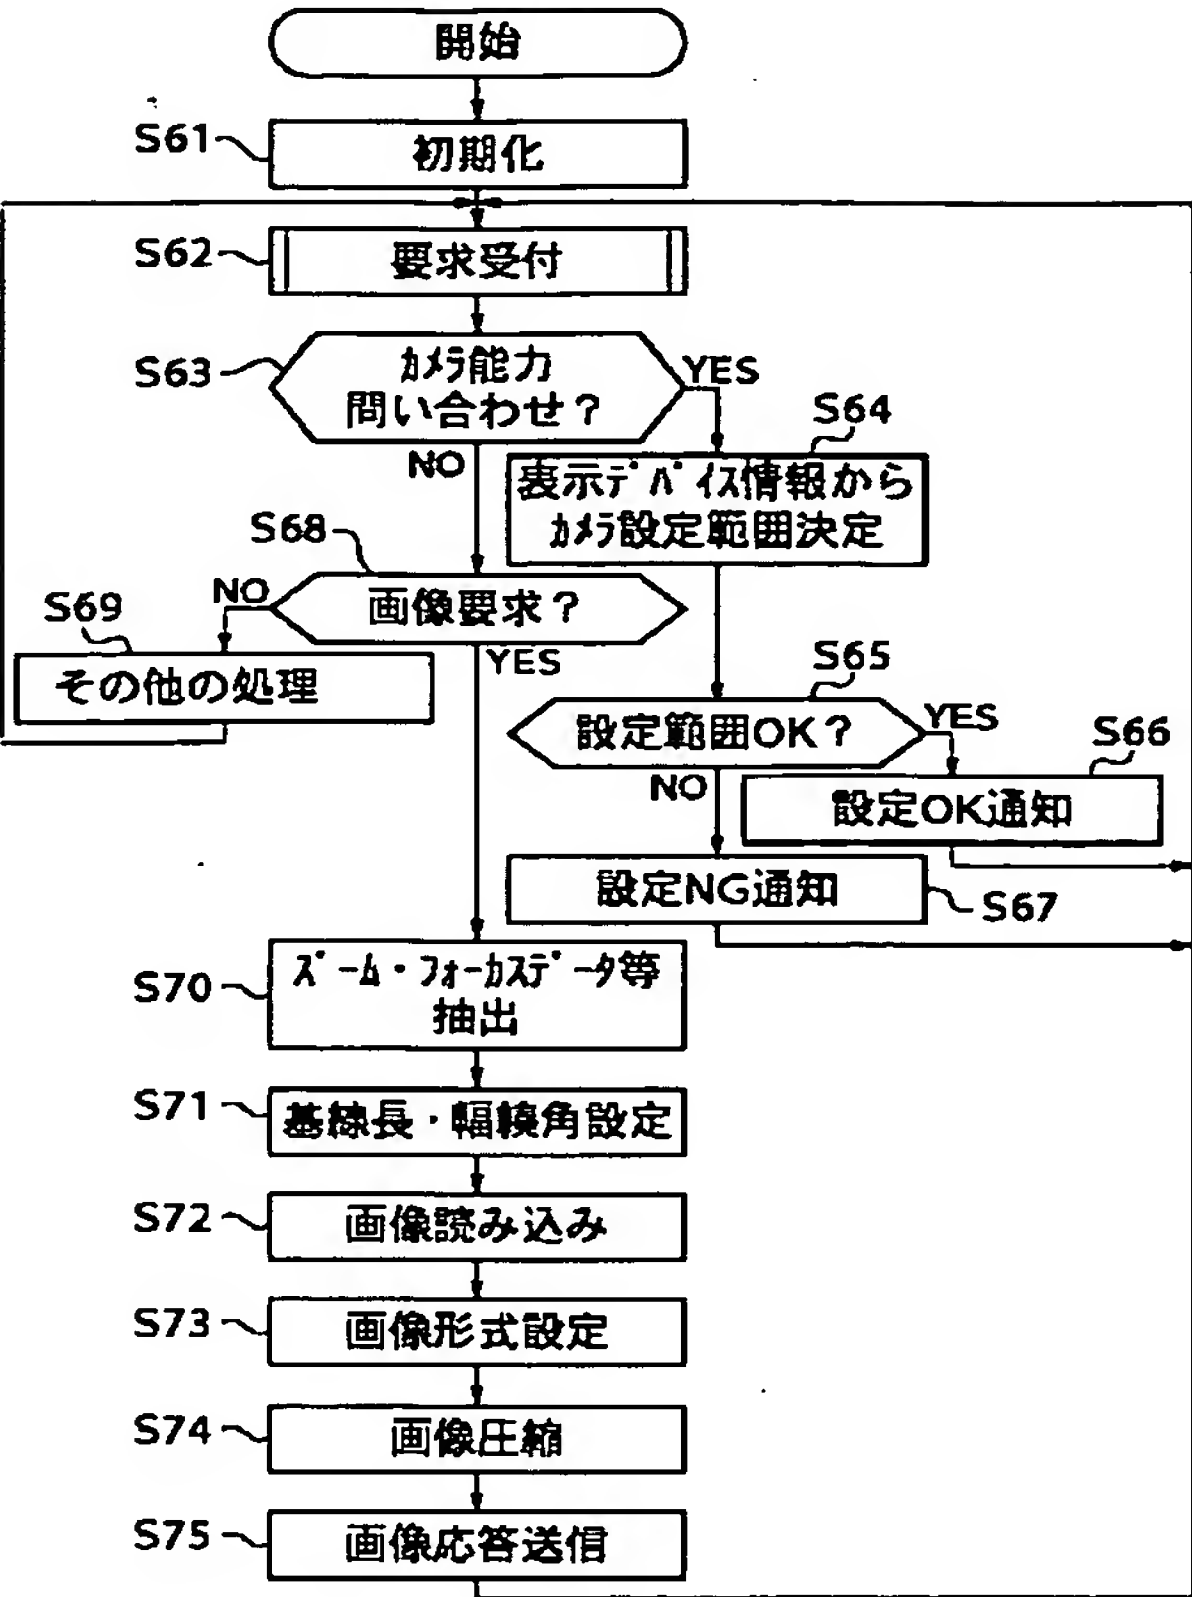 開始
S61
初期化
S62
要求受付
S63
ｶﾒﾗ能力
問い合わせ？
YES
NO
S64
表示ﾃﾞﾊﾞｲｽ情報から
ｶﾒﾗ設定範囲決定
S68
画像要求？
NO
YES
S69
その他の処理
S65
設定範囲OK？
YES
NO
S66
設定OK通知
設定NG通知
S67
S70
ｽﾞｰﾑ・ﾌｫｰｶｽﾃﾞｰﾀ等
抽出
S71
基線長・輻輳角設定
S72
画像読み込み
S73
画像形式設定
S74
画像圧縮
S75
画像応答送信